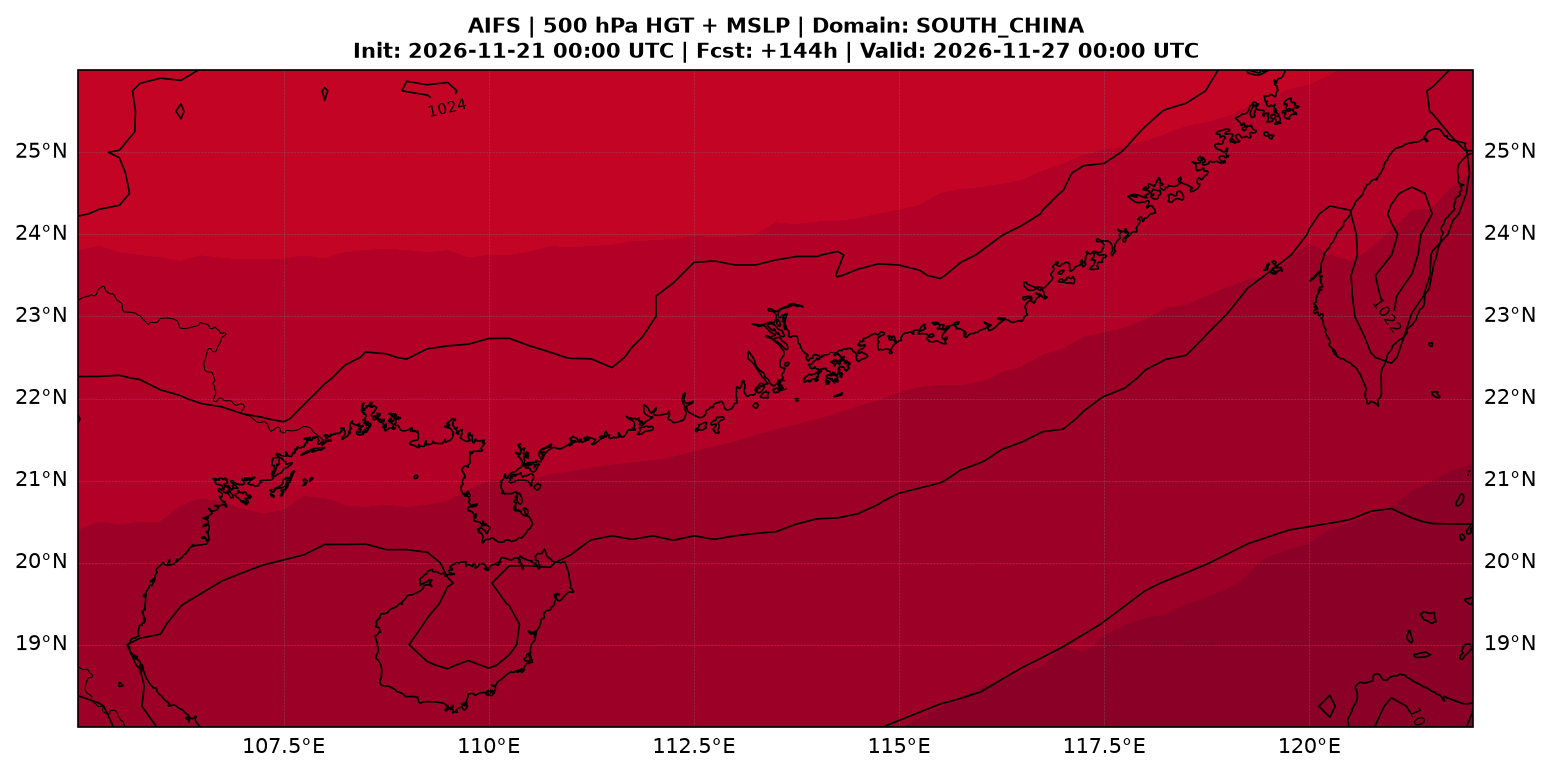 AIFS | 500 hPa HGT + MSLP | Domain: SOUTH_CHINA
Init: 2026-11-21 00:00 UTC | Fcst: +144h | Valid: 2026-11-27 00:00 UTC
1024
25°N 25°N
24°N 24°N
23°N 1022 23°N
22°N 22°N
21°N 21°N
20°N 20°N
19°N 19°N
10
107.5°E 110°E 112.5°E 115°E 117.5°E 120°E